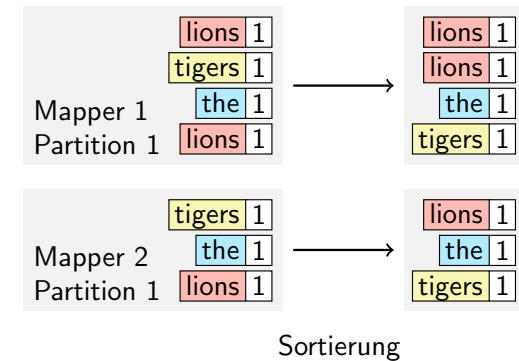 lions 1 lions 1
tigers 1 lions 1
Mapper 1 the 1 the 1
Partition 1 lions 1 tigers 1
tigers 1 lions 1
Mapper 2 the 1 the 1
Partition 1 lions 1 tigers 1
Sortierung